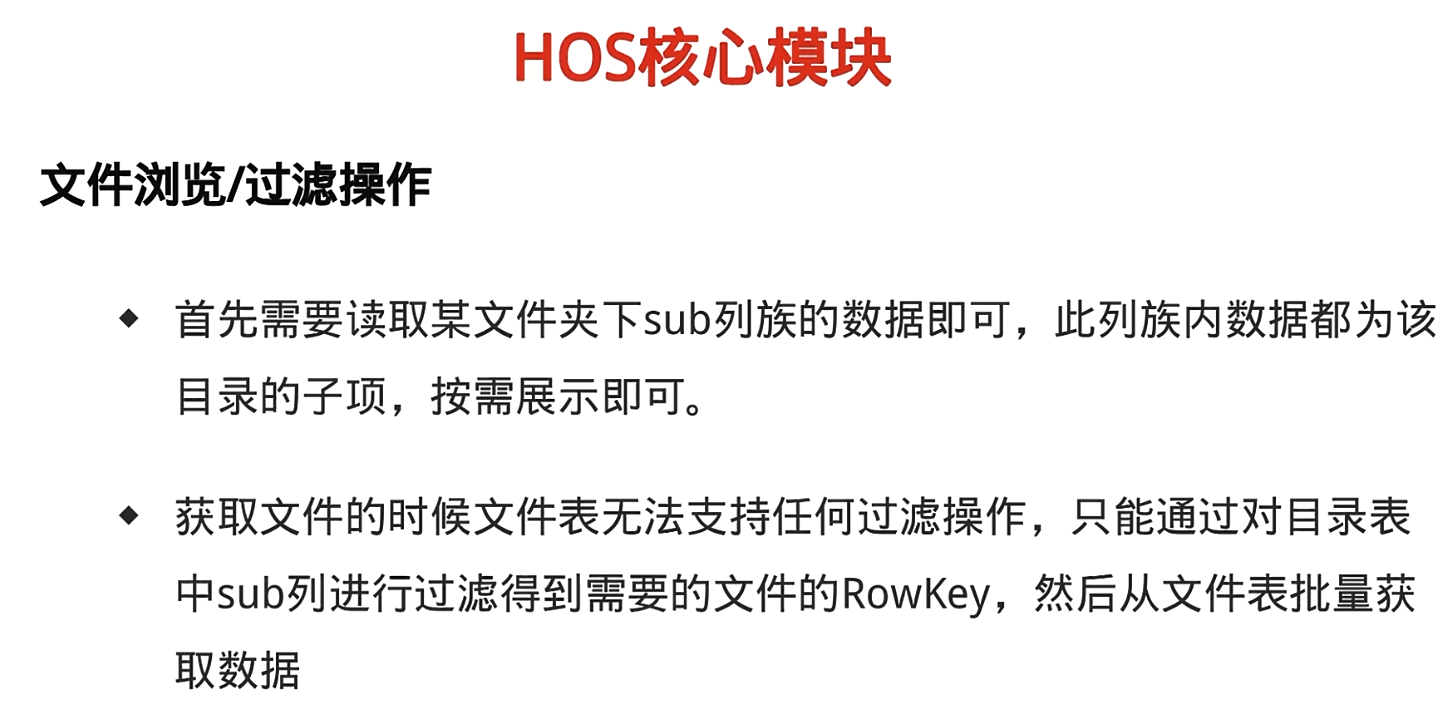 HOS核心模块
文件浏览/过滤操作
◆ 首先需要读取某文件夹下sub列族的数据即可，此列族内数据都为该
目录的子项，按需展示即可。
◆ 获取文件的时候文件表无法支持任何过滤操作，只能通过对目录表
中sub列进行过滤得到需要的文件的RowKey，然后从文件表批量获
取数据